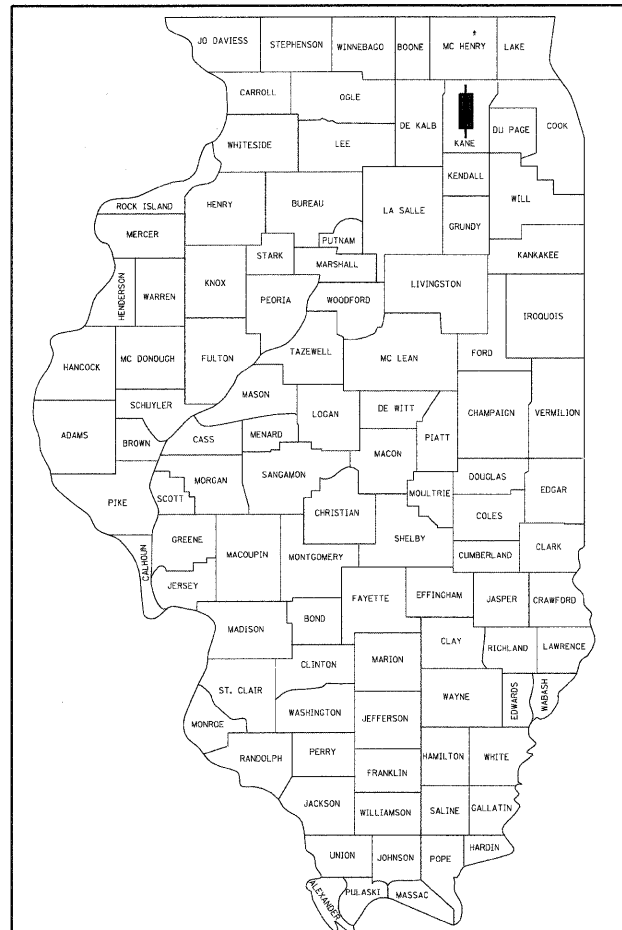 JO DAVIESS STEPHENSON WINNEBAGO BOONE MC HENRY LAKE
CARROLL OGLE DE KALB KANE DU PAGE COOK
WHITESIDE LEE KENDALL
ROCK ISLAND HENRY BUREAU LA SALLE GRUNDY WILL
MERCER STARK PUTNAM MARSHALL KANKAKEE
HENDERSON WARREN KNOX PEORIA WOODFORD LIVINGSTON IROQUOIS
HANCOCK MC DONOUGH FULTON TAZEWELL MC LEAN FORD
SCHUYLER MASON LOGAN DE WITT CHAMPAIGN VERMILION
ADAMS BROWN CASS MENARD MACON PIATT
PIKE SCOTT MORGAN SANGAMON CHRISTIAN MOULTRIE DOUGLAS EDGAR
COLES
CALHOUN GREENE MACOUPIN MONTGOMERY SHELBY CUMBERLAND CLARK
JERSEY FAYETTE EFFINGHAM JASPER CRAWFORD
MADISON BOND CLAY RICHLAND LAWRENCE
CLINTON MARION
ST. CLAIR WASHINGTON JEFFERSON WAYNE EDWARDS WABASH
MONROE
RANDOLPH PERRY FRANKLIN HAMILTON WHITE
JACKSON WILLIAMSON SALINE GALLATIN
UNION JOHNSON POPE HARDIN
ALEXANDER PULASKI MASSAC